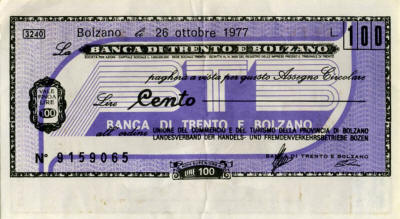 3240 Bolzano li 26 ottobre 1977 L. 100
La BANCA DI TRENTO E BOLZANO
pagherà a vista per questo Assegno Circolare
VALE FINO A LIRE 100
Lire Cento
BANCA DI TRENTO E BOLZANO
all'ordine UNIONE DEL COMMERCIO E DEL TURISMO DELLA PROVINCIA DI BOLZANO
LANDESVERBAND DER HANDELS- UND FREMDENVERKEHRSBETRIEBE BOZEN
N° 9159065
BANCA DI TRENTO E BOLZANO
LIRE 100